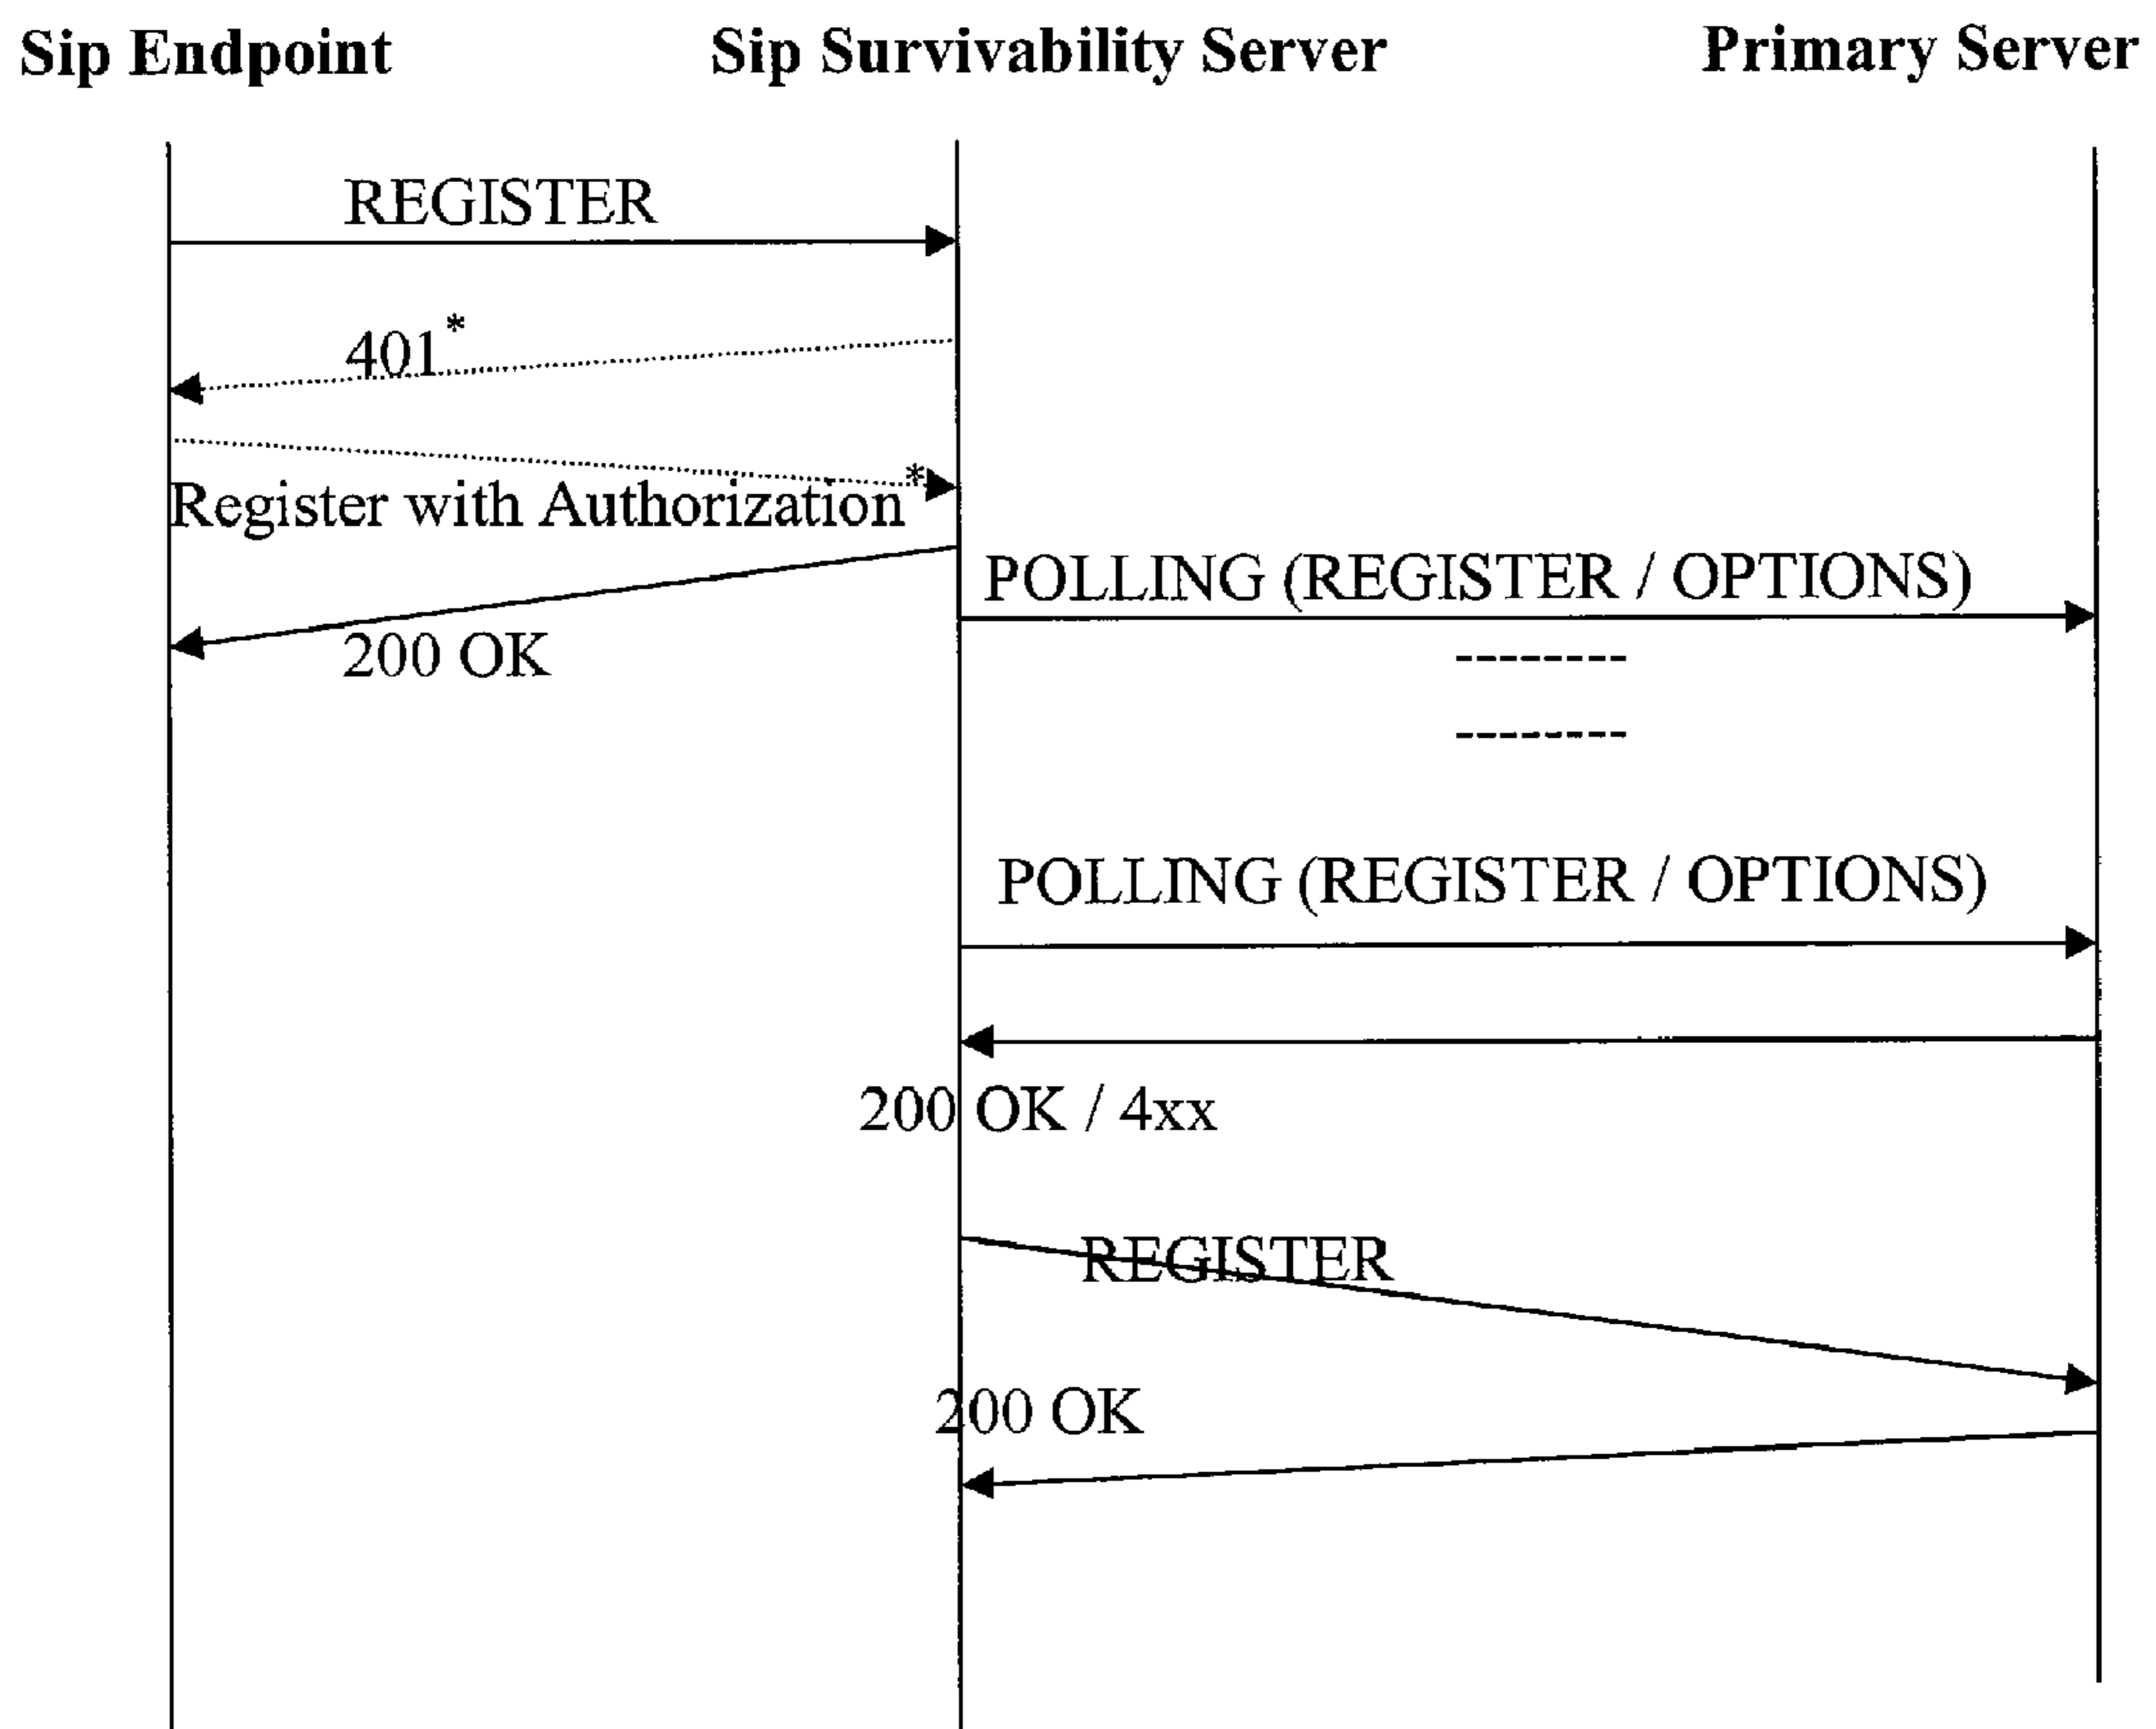 Sip Endpoint
Sip Survivability Server
Primary Server
REGISTER
401*
Register with Authorization*
POLLING (REGISTER / OPTIONS)
200 OK
---------
---------
POLLING (REGISTER / OPTIONS)
200 OK / 4xx
REGISTER
200 OK